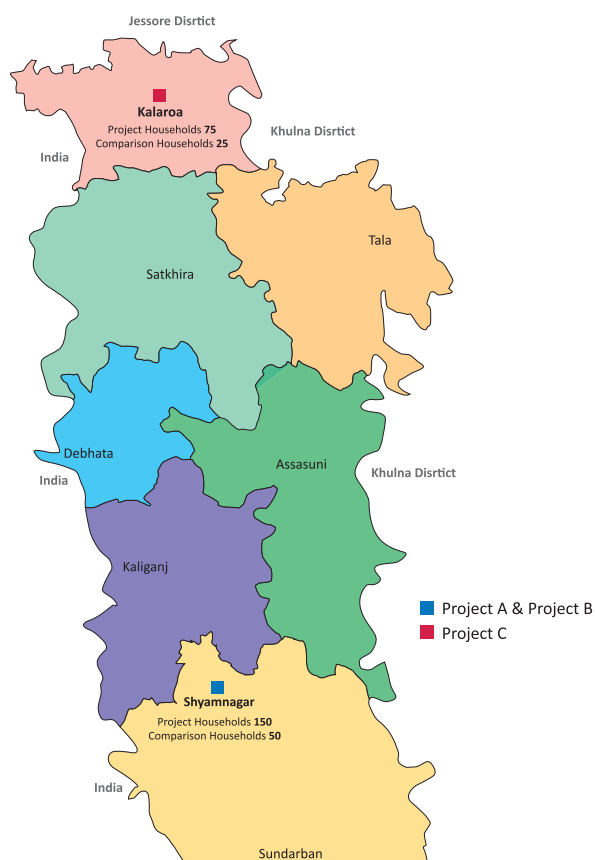 Jessore Disrtict
Kalaroa
Project Households 75
Comparison Households 25
Khulna Disrtict
India
Tala
Satkhira
Debhata
Assasuni
Khulna Disrtict
India
Kaliganj
Project A & Project B
Project C
Shyamnagar
Project Households 150
Comparison Households 50
India
Sundarban